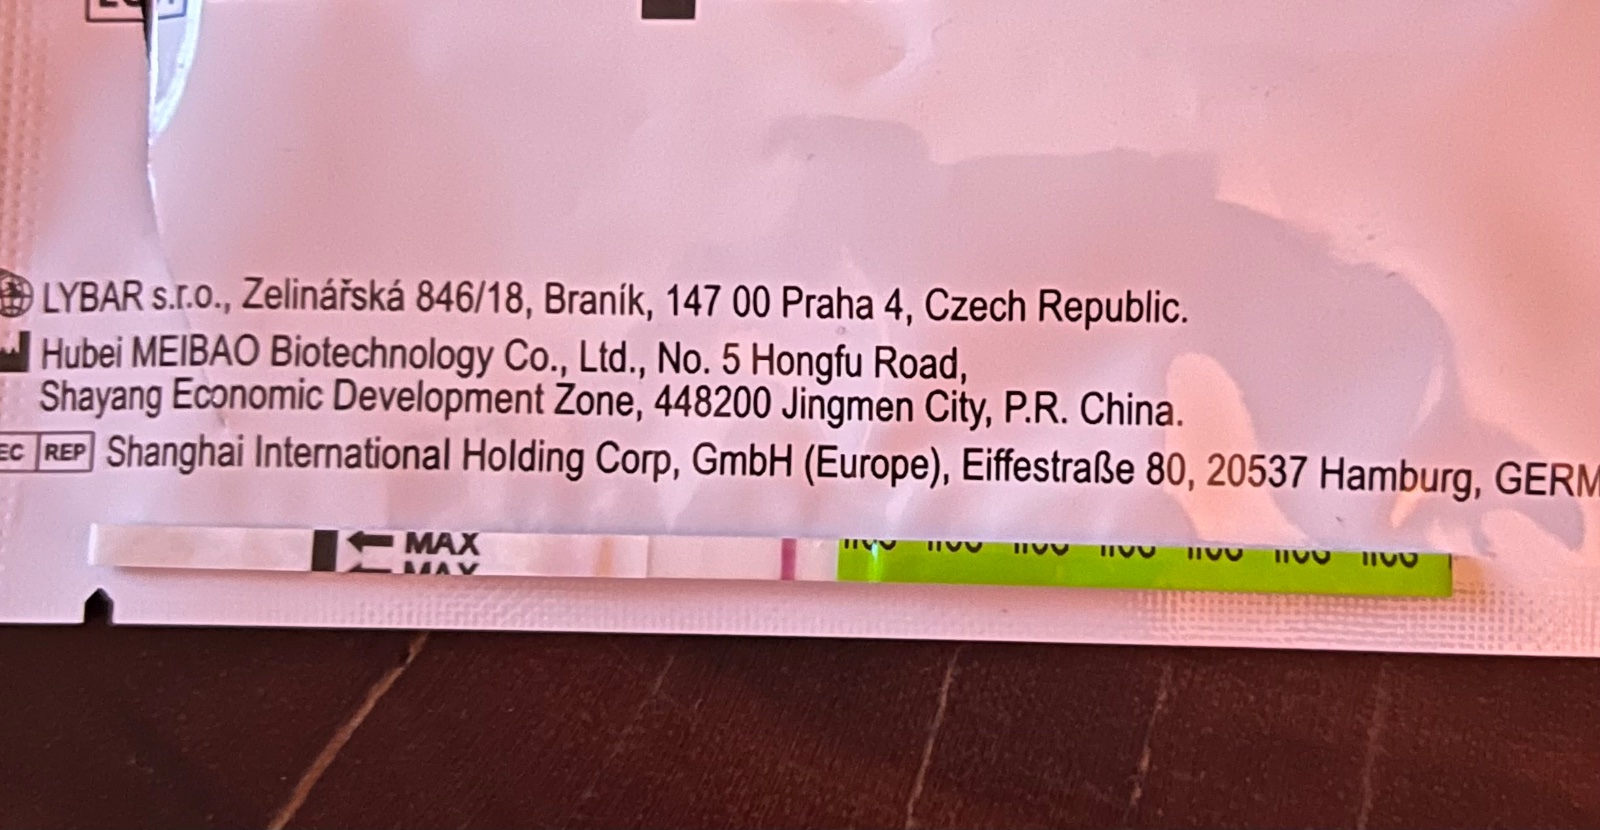 LYBAR s.r.o., Zelinářská 846/18, Braník, 147 00 Praha 4, Czech Republic.
Hubei MEIBAO Biotechnology Co., Ltd., No. 5 Hongfu Road,
Shayang Economic Development Zone, 448200 Jingmen City, P.R. China.
EC REP Shanghai International Holding Corp, GmbH (Europe), Eiffestraße 80, 20537 Hamburg, GERM
MAX
MAX